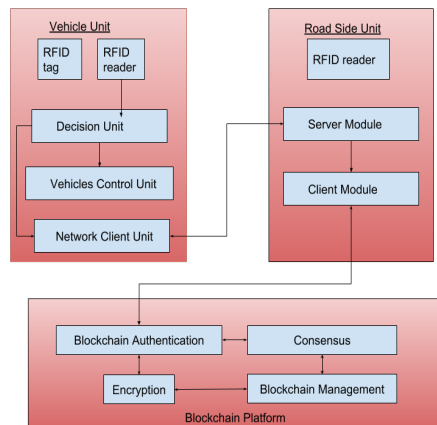 Vehicle Unit
RFID
tag
RFID
reader
Decision Unit
Vehicles Control Unit
Network Client Unit
Road Side Unit
RFID reader
Server Module
Client Module
Blockchain Authentication
Consensus
Encryption
Blockchain Management
Blockchain Platform